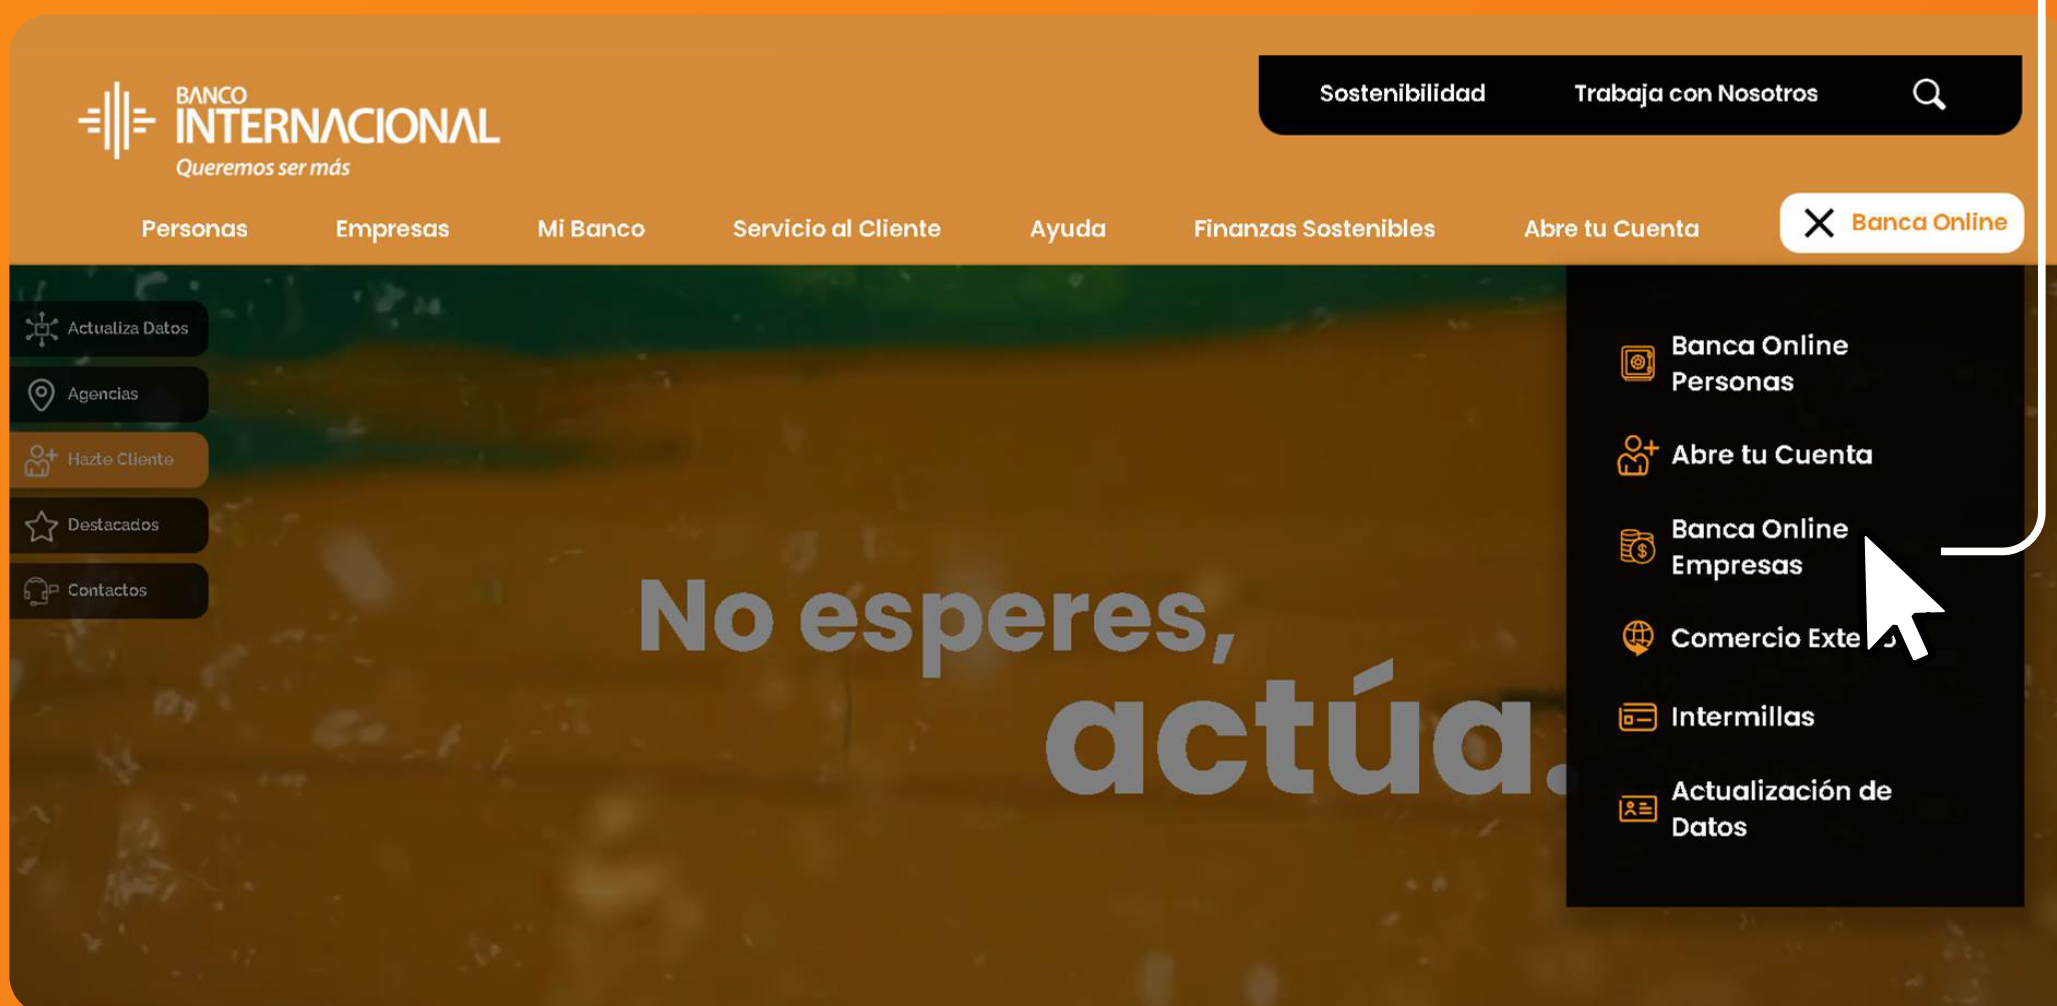 Sostenibilidad Trabaja con Nosotros
BANCO
INTERNACIONAL
Queremos ser más
Personas Empresas Mi Banco Servicio al Cliente Ayuda Finanzas Sostenibles Abre tu Cuenta Banca Online
Actualiza Datos
Agencias
Hazte Cliente
Destacados
Contactos
No esperes,
actúa.
Banca Online
Personas
Abre tu Cuenta
Banca Online
Empresas
Comercio
Intermillas
Actualización de
Datos